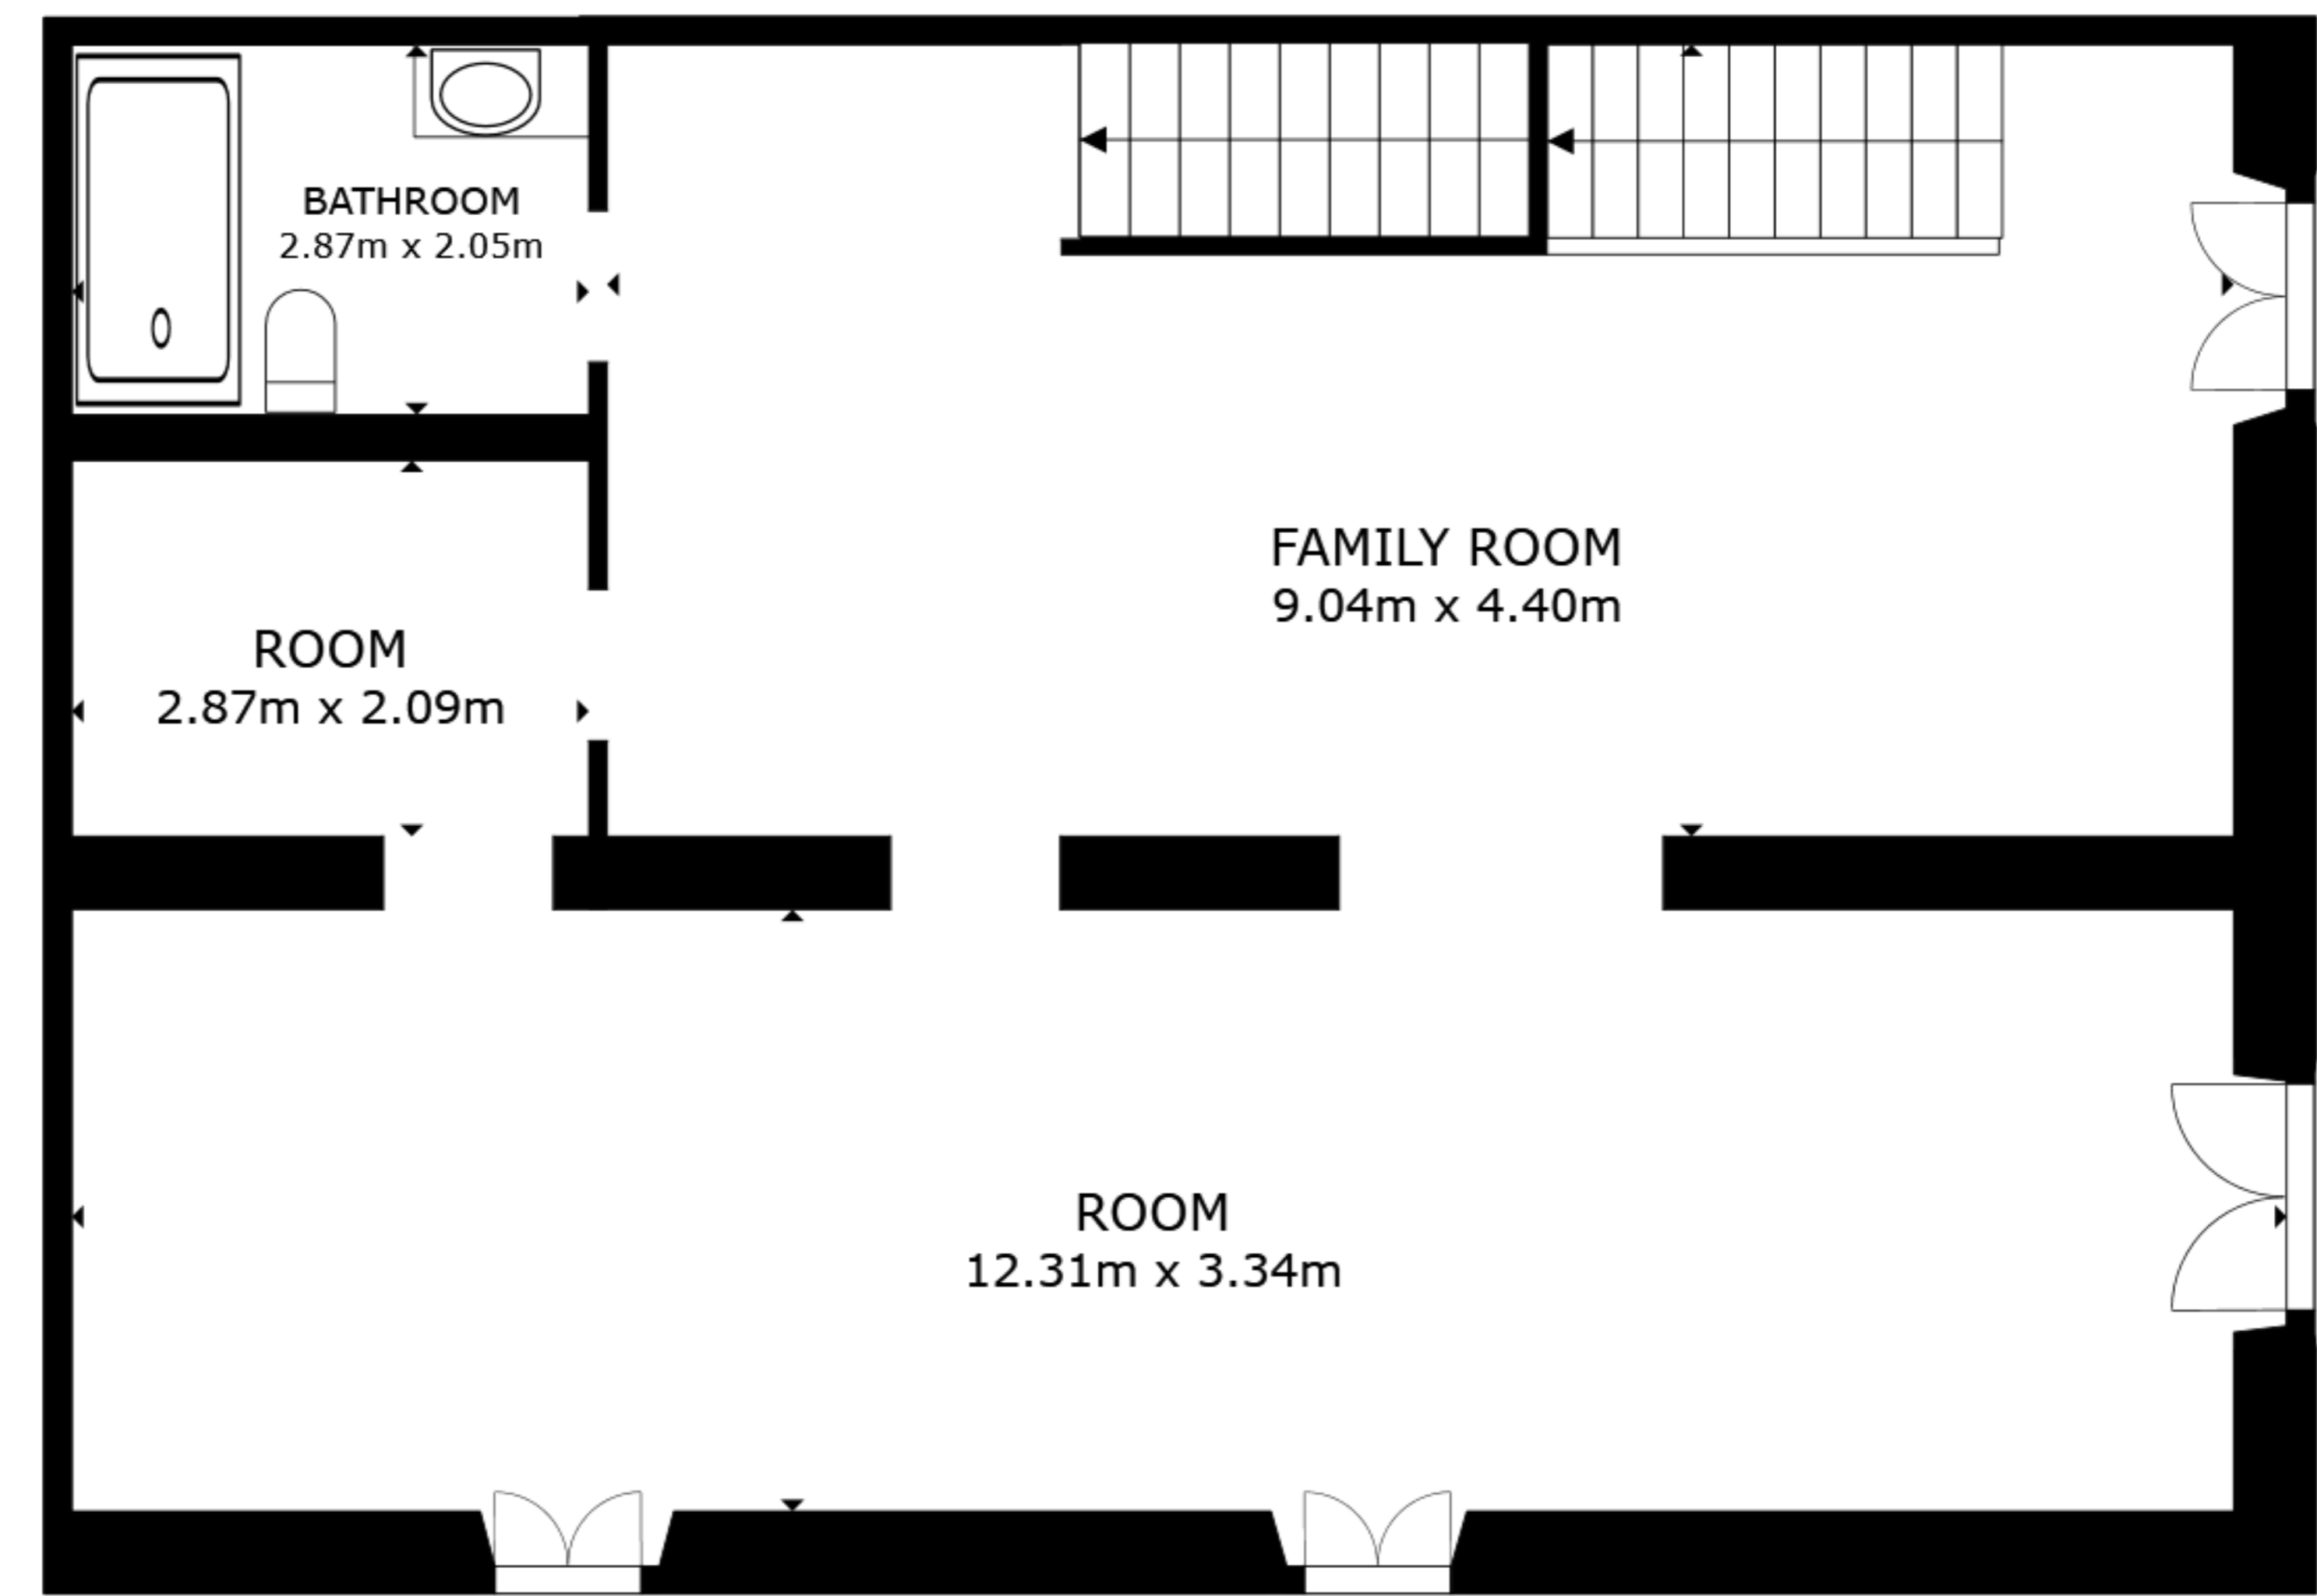 BATHROOM
2.87m x 2.05m
FAMILY ROOM
9.04m x 4.40m
ROOM
2.87m x 2.09m
ROOM
12.31m x 3.34m